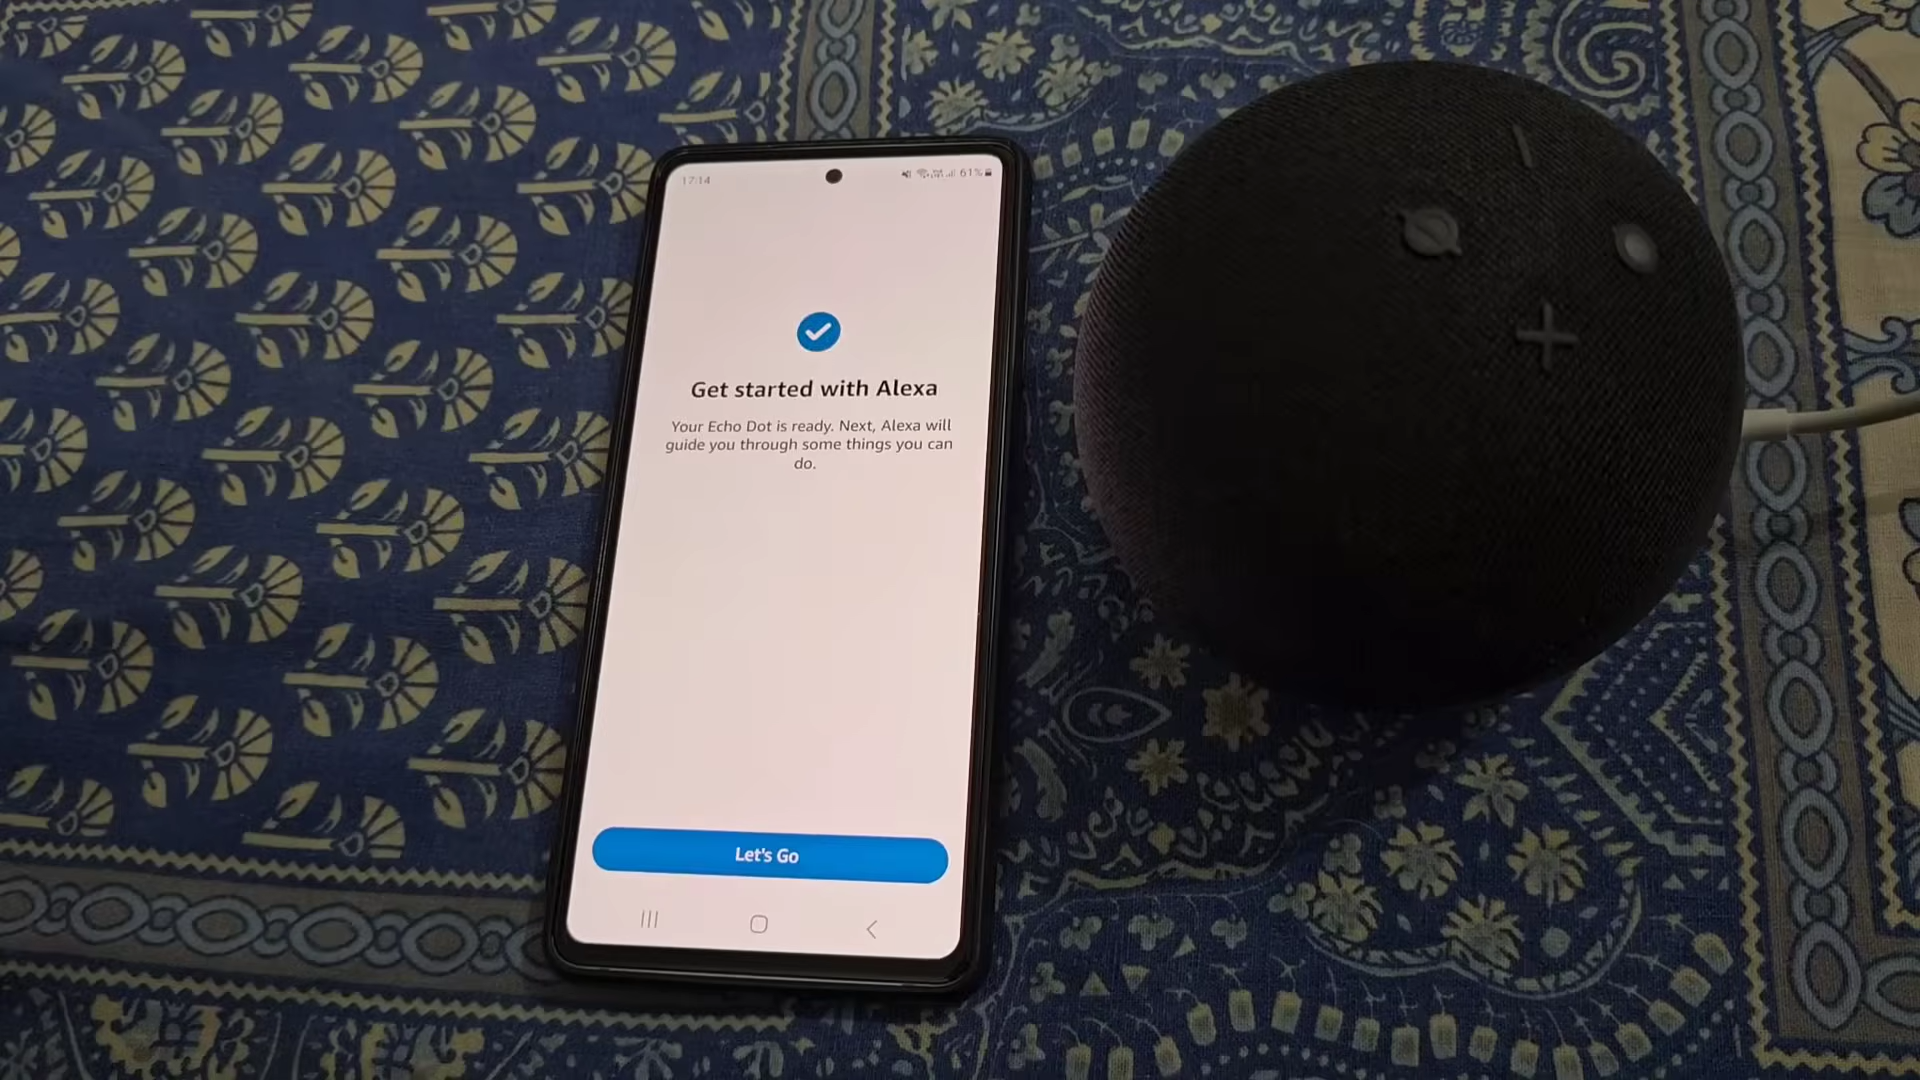 17:14
61%
Get started with Alexa
Your Echo Dot is ready. Next, Alexa will
guide you through some things you can
do.
Let's Go